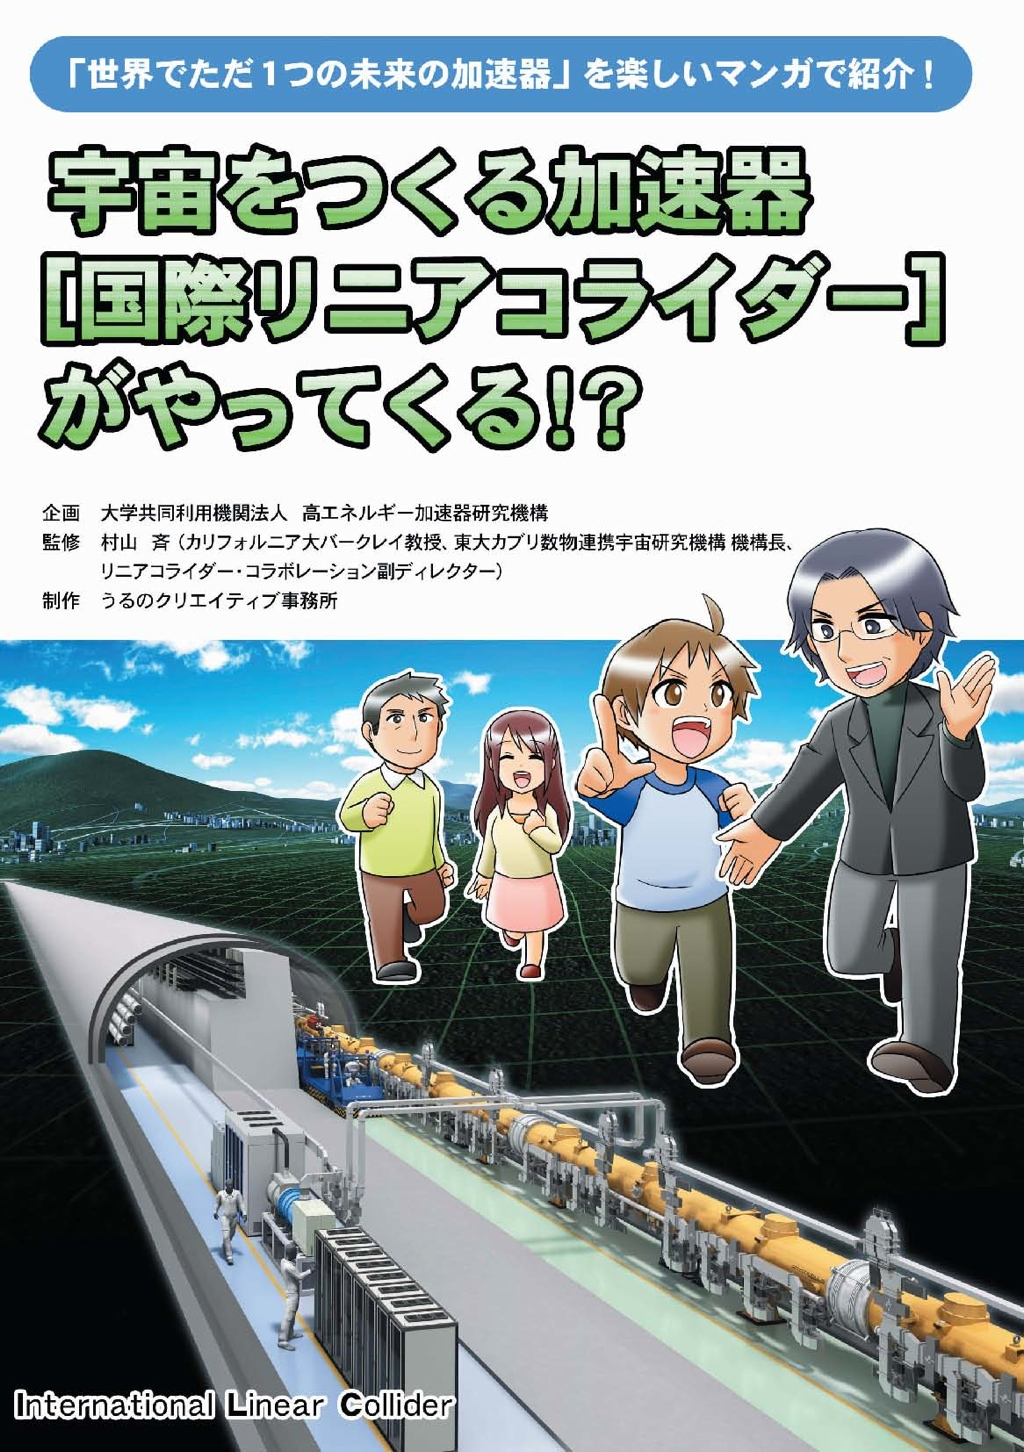 「世界でただ1つの未来の加速器」を楽しいマンガで紹介！
宇宙をつくる加速器
[国際リニアコライダー]
がやってくる!?
企画　大学共同利用機関法人　高エネルギー加速器研究機構
監修　村山　斉（カリフォルニア大バークレイ教授、東大カブリ数物連携宇宙研究機構 機構長、
リニアコライダー・コラボレーション副ディレクター）
制作　うるのクリエイティブ事務所
International Linear Collider